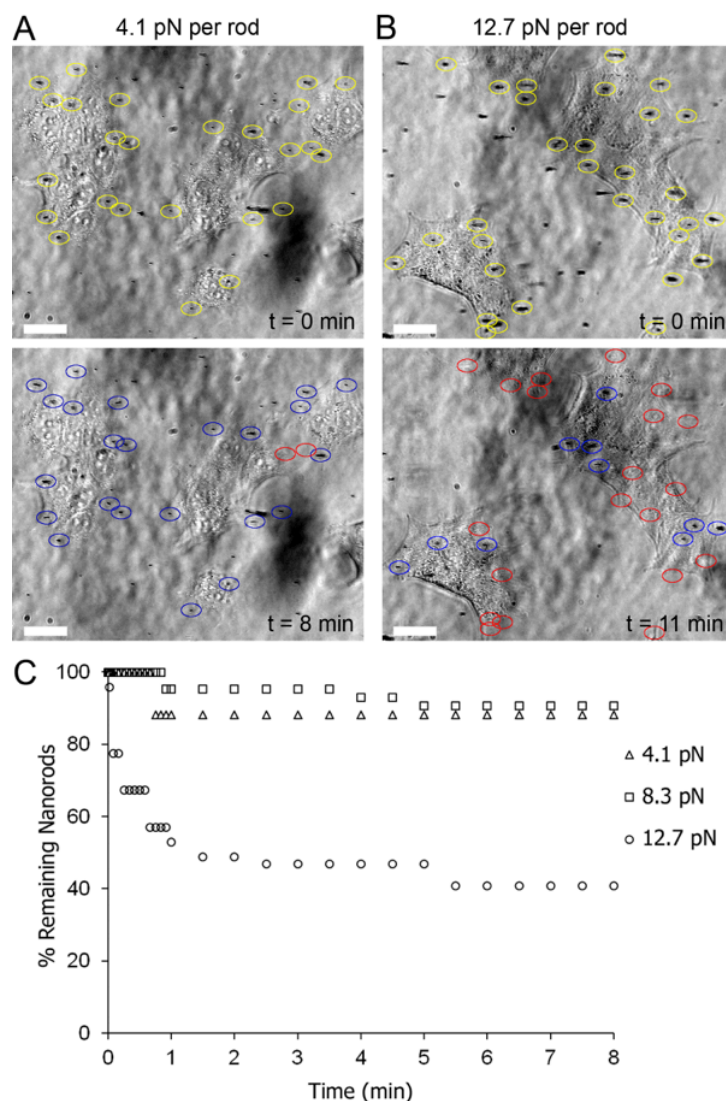 A
4.1 pN per rod
B
12.7 pN per rod
t = 0 min
t = 0 min
t = 8 min
t = 11 min
C
100
80
60
40
20
0
% Remaining Nanorods
0 1 2 3 4 5 6 7 8
Time (min)
4.1 pN
8.3 pN
12.7 pN